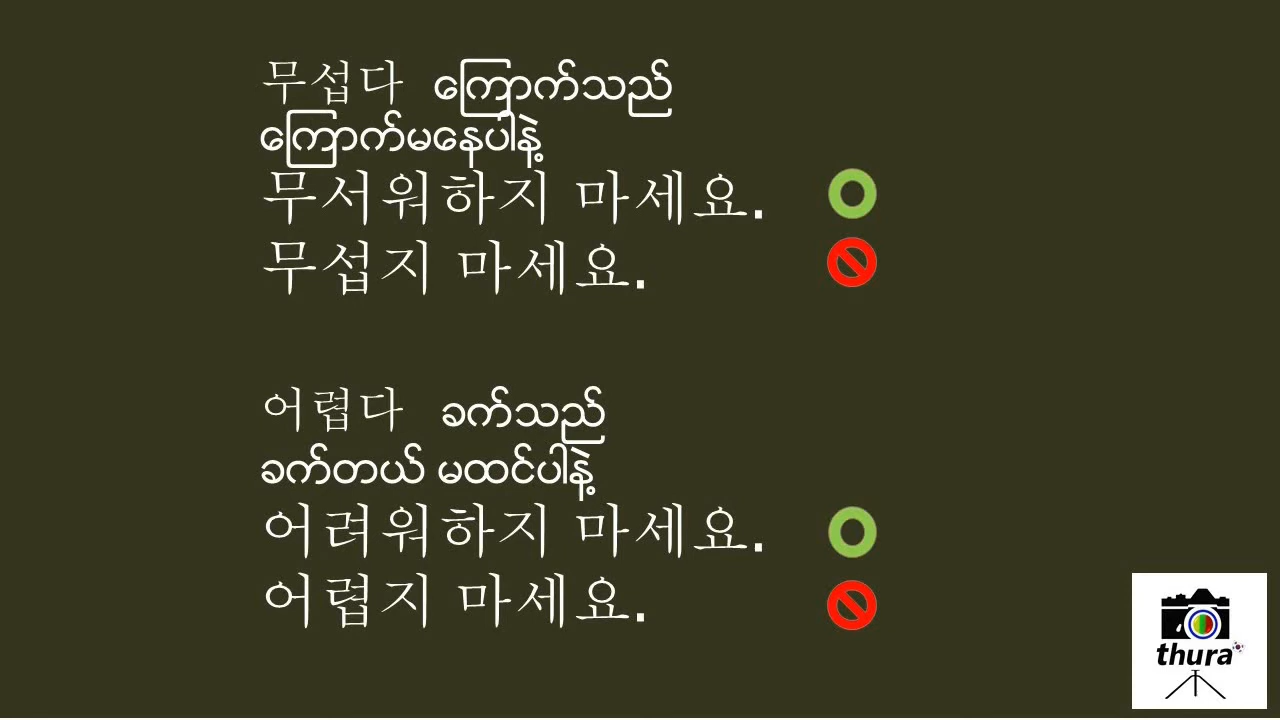 무섭다 ကြောက်သည်
ကြောက်မနေပါနဲ့
무서워하지 마세요.
무섭지 마세요.
어렵다 ခက်သည်
ခက်တယ် မထင်ပါနဲ့
어려워하지 마세요.
어렵지 마세요.
thura